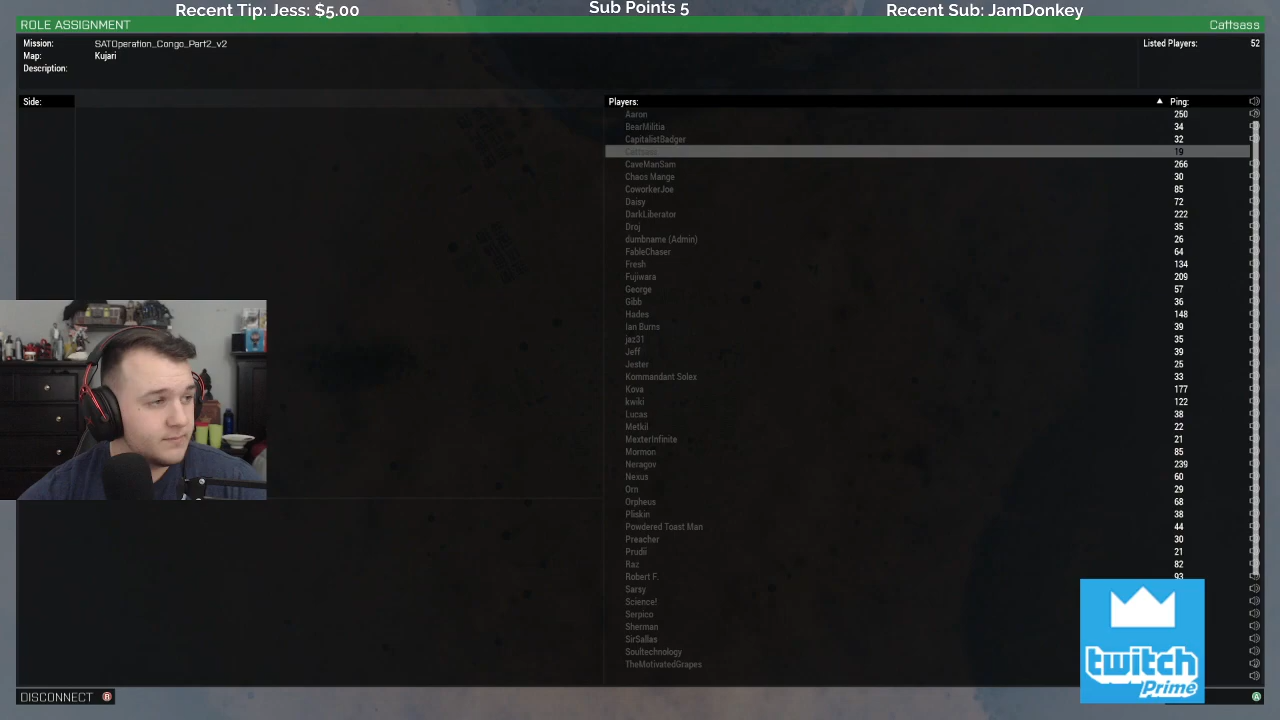 Recent Tip: Jess: $5.00 Sub Points 5 Recent Sub: JamDonkey
ROLE ASSIGNMENT Cattsass
Mission: SATOperation_Congo_Part2_v2 Listed Players: 52
Map: Kujari
Description:
Side: Players: ▲ Ping:
Aaron 250
BearMilitia 34
CapitalistBadger 32
Cattsass 19
CaveManSam 266
Chaos Mange 30
CoworkerJoe 85
Daisy 72
DarkLiberator 222
Droj 35
dumbname (Admin) 26
FableChaser 64
Fresh 134
Fujiwara 209
George 57
Gibb 36
Hades 148
Ian Burns 39
jaz31 35
Jeff 39
Jester 25
Kommandant Solex 33
Kova 177
kwiki 122
Lucas 38
Metkil 22
MexterInfinite 21
Mormon 85
Neragov 239
Nexus 60
Orn 29
Orpheus 68
Pliskin 38
Powdered Toast Man 44
Preacher 30
Prudii 21
Raz 82
Robert F. 93
Sarsy
Science!
Serpico
Sherman
SirSallas
Soultechnology
TheMotivatedGrapes
twitch
Prime
DISCONNECT B A